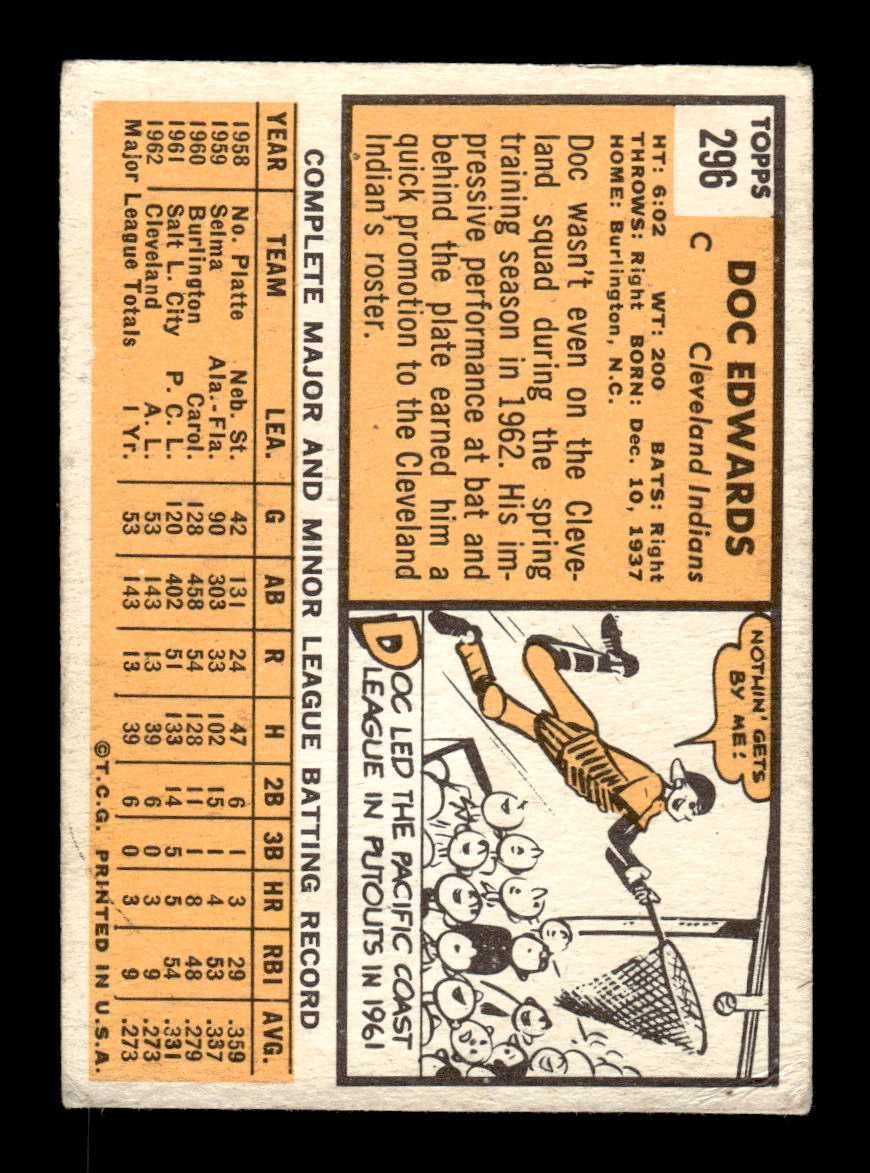 TOPPS
296
DOC EDWARDS
C Cleveland Indians
HT: 6:02 WT: 200 BATS: Right
THROWS: Right BORN: Dec. 10, 1937
HOME: Burlington, N.C.
Doc wasn't even on the Cleve-
land squad during the spring
training season in 1962. His im-
pressive performance at bat and
behind the plate earned him a
quick promotion to the Cleveland
Indian's roster.
NOTHIN' GETS
BY ME!
DOC LED THE PACIFIC COAST
LEAGUE IN PUTOUTS IN 1961
COMPLETE MAJOR AND MINOR LEAGUE BATTING RECORD
YEAR TEAM LEA. G AB R H 2B 3B HR RBI AVG.
1958 No. Platte Neb. St. 42 131 24 47 6 1 3 29 .359
1959 Selma Ala.-Fla. 90 303 33 102 15 1 4 53 .337
1960 Burlington Carol. 128 458 54 128 11 1 8 48 .279
1961 Salt L. City P. C. L. 120 402 51 133 14 5 5 54 .331
1962 Cleveland A. L. 53 143 13 39 6 0 3 9 .273
Major League Totals 1 Yr. 53 143 13 39 6 0 3 9 .273
©T.C.G. PRINTED IN U.S.A.